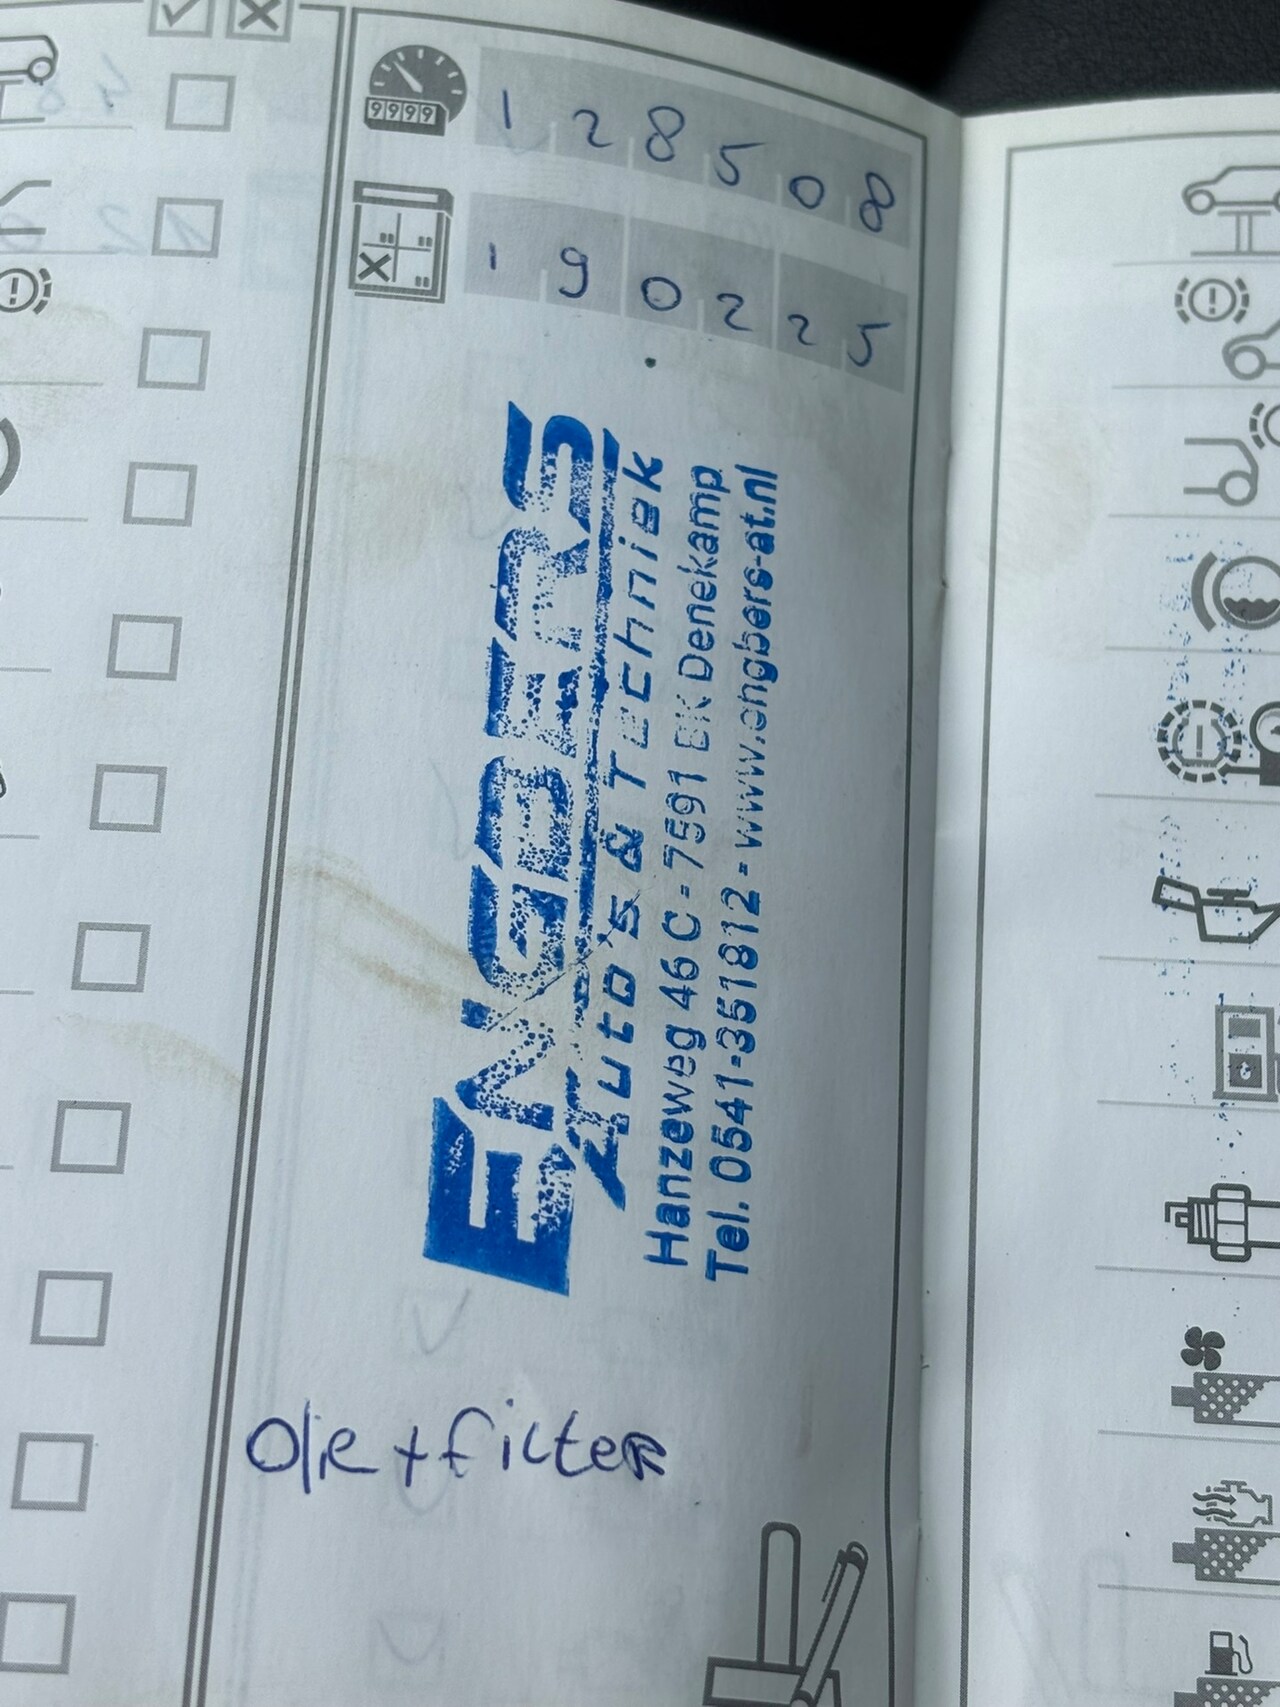 9999
128508
190225
ENGBERS
Auto's & Techniek
Hanzeweg 46 C - 7591 BK Denekamp
Tel. 0541-351812 - www.engbers-at.nl
Olie + filter